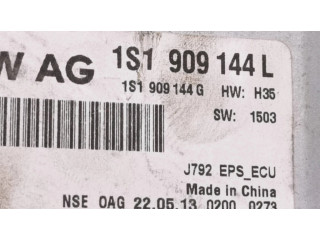 W AG 1S1 909 144 L
1S1 909 144 G HW: H35
SW: 1503
J792 EPS_ECU
Made in China
NSE OAG 22.05.13 0200 0273